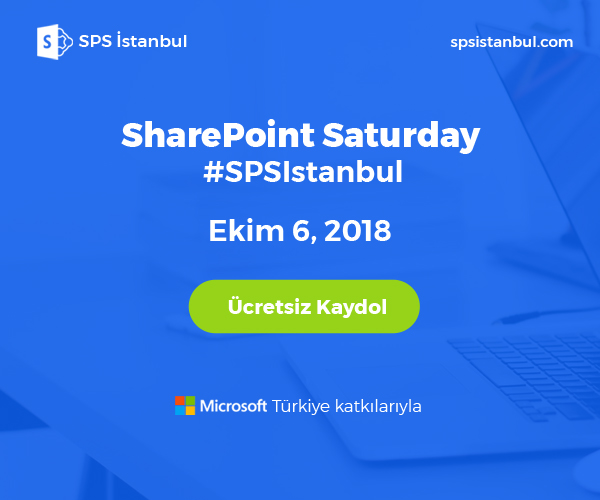 SPS İstanbul
spsistanbul.com
SharePoint Saturday
#SPSIstanbul
Ekim 6, 2018
Ücretsiz Kaydol
Microsoft Türkiye katkılarıyla